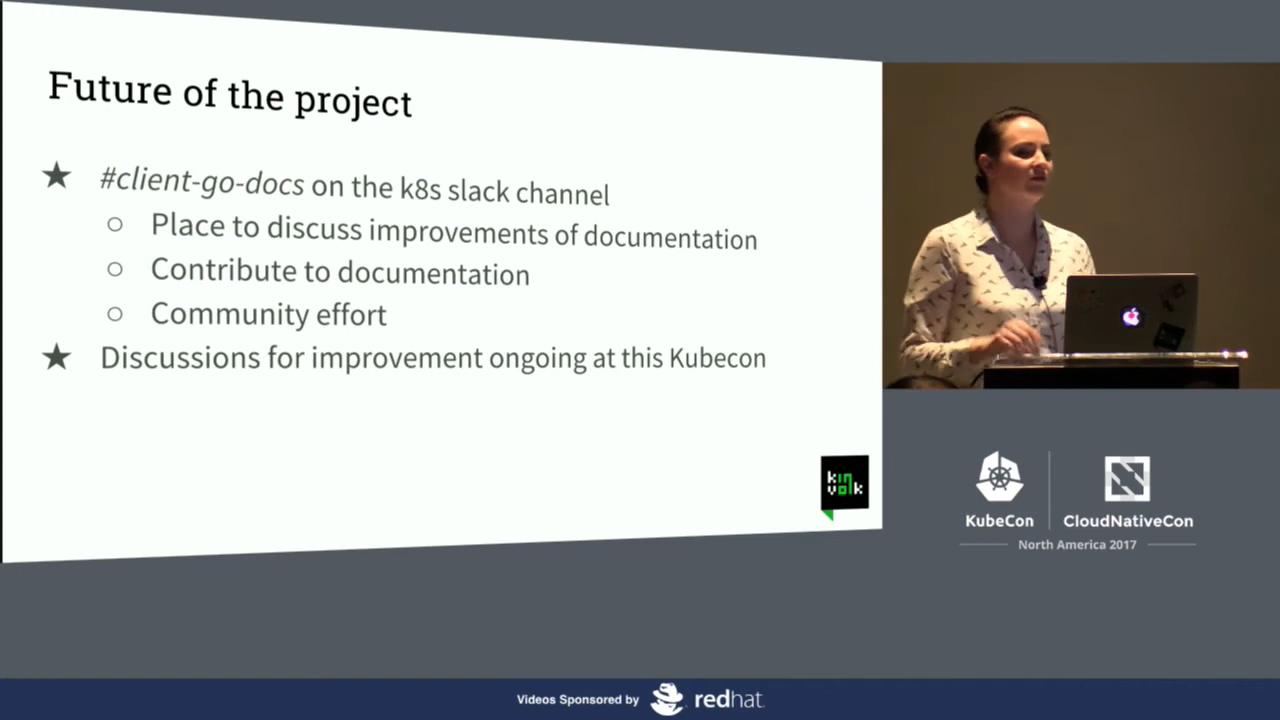 Future of the project
#client-go-docs on the k8s slack channel
Place to discuss improvements of documentation
Contribute to documentation
Community effort
Discussions for improvement ongoing at this Kubecon
kin
volk
KubeCon
CloudNativeCon
North America 2017
Videos Sponsored by
redhat.